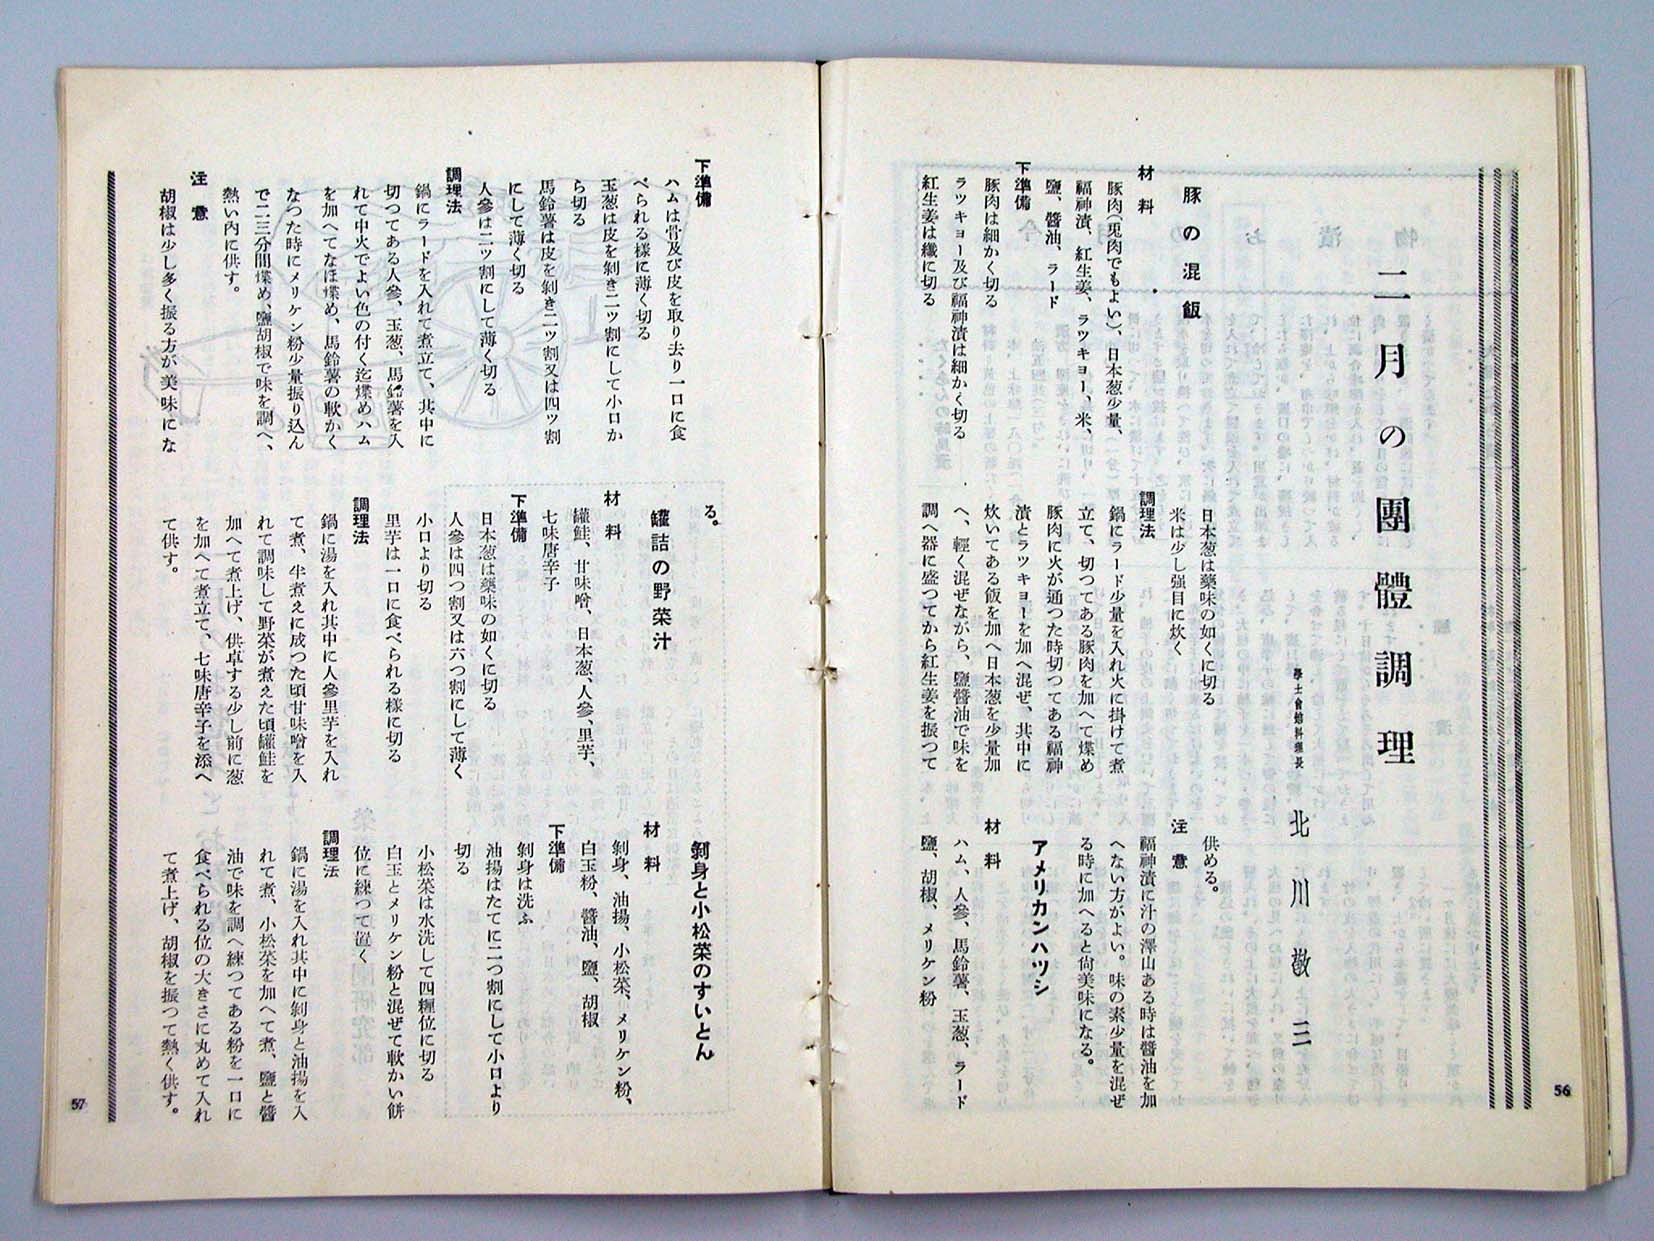 二月の團體調理
學士會館料理長 北川敬三
豚の混飯
材料
豚肉(兎肉でもよい)、日本葱少量、
福神漬、紅生姜、ラツキヨー、米、
鹽、醬油、ラード
下準備
豚肉は細かく切る
ラツキヨー及び福神漬は細かく切る
紅生姜は纎に切る
日本葱は藥味の如くに切る
米は少し強目に炊く
調理法
鍋にラード少量を入れ火に掛けて煮
立て、切つてある豚肉を加へて煠め
豚肉に火が通つた時切つてある福神
漬とラツキヨーを加へ混ぜ、其中に
炊いてある飯を加へ日本葱を少量加
へ、輕く混ぜながら、鹽醬油で味を
調へ器に盛つてから紅生姜を振つて
供める。
注意
福神漬に汁の澤山ある時は醬油を加
へない方がよい。味の素少量を混ぜ
る時に加へると尙美味になる。
アメリカンハツシ
材料
ハム、人參、馬鈴薯、玉葱、ラード
鹽、胡椒、メリケン粉
56
下準備
ハムは骨及び皮を取り去り一口に食
べられる樣に薄く切る
玉葱は皮を剝き二ツ割にして小口か
ら切る
馬鈴薯は皮を剝き二ツ割又は四ツ割
にして薄く切る
人參は二ツ割にして薄く切る
調理法
鍋にラードを入れて煮立て、其中に
切つてある人參、玉葱、馬鈴薯を入
れて中火でよい色の付く迄煠めハム
を加へてなほ煠め、馬鈴薯の軟かく
なつた時にメリケン粉少量振り込ん
で二三分間煠め、鹽胡椒で味を調へ、
熱い内に供す。
注意
胡椒は少し多く振る方が美味にな
る。
罐詰の野菜汁
材料
罐鮭、甘味噌、日本葱、人參、里芋、
七味唐辛子
下準備
日本葱は藥味の如くに切る
人參は四つ割又は六つ割にして薄く
小口より切る
里芋は一口に食べられる樣に切る
調理法
鍋に湯を入れ其中に人參里芋を入れ
て煮、半煮えに成つた頃甘味噌を入
れて調味して野菜が煮えた頃罐鮭を
加へて煮上げ、供卓する少し前に葱
を加へて煮立て、七味唐辛子を添へ
て供す。
剝身と小松菜のすいとん
材料
剝身、油揚、小松菜、メリケン粉、
白玉粉、醬油、鹽、胡椒
下準備
剝身は洗ふ
油揚はたてに二つ割にして小口より
切る
小松菜は水洗して四糎位に切る
白玉とメリケン粉と混ぜて軟かい餅
位に練つて置く
調理法
鍋に湯を入れ其中に剝身と油揚を入
れて煮、小松菜を加へて煮、鹽と醬
油で味を調へ練つてある粉を一口に
食べられる位の大きさに丸めて入れ
て煮上げ、胡椒を振つて熱く供す。
57